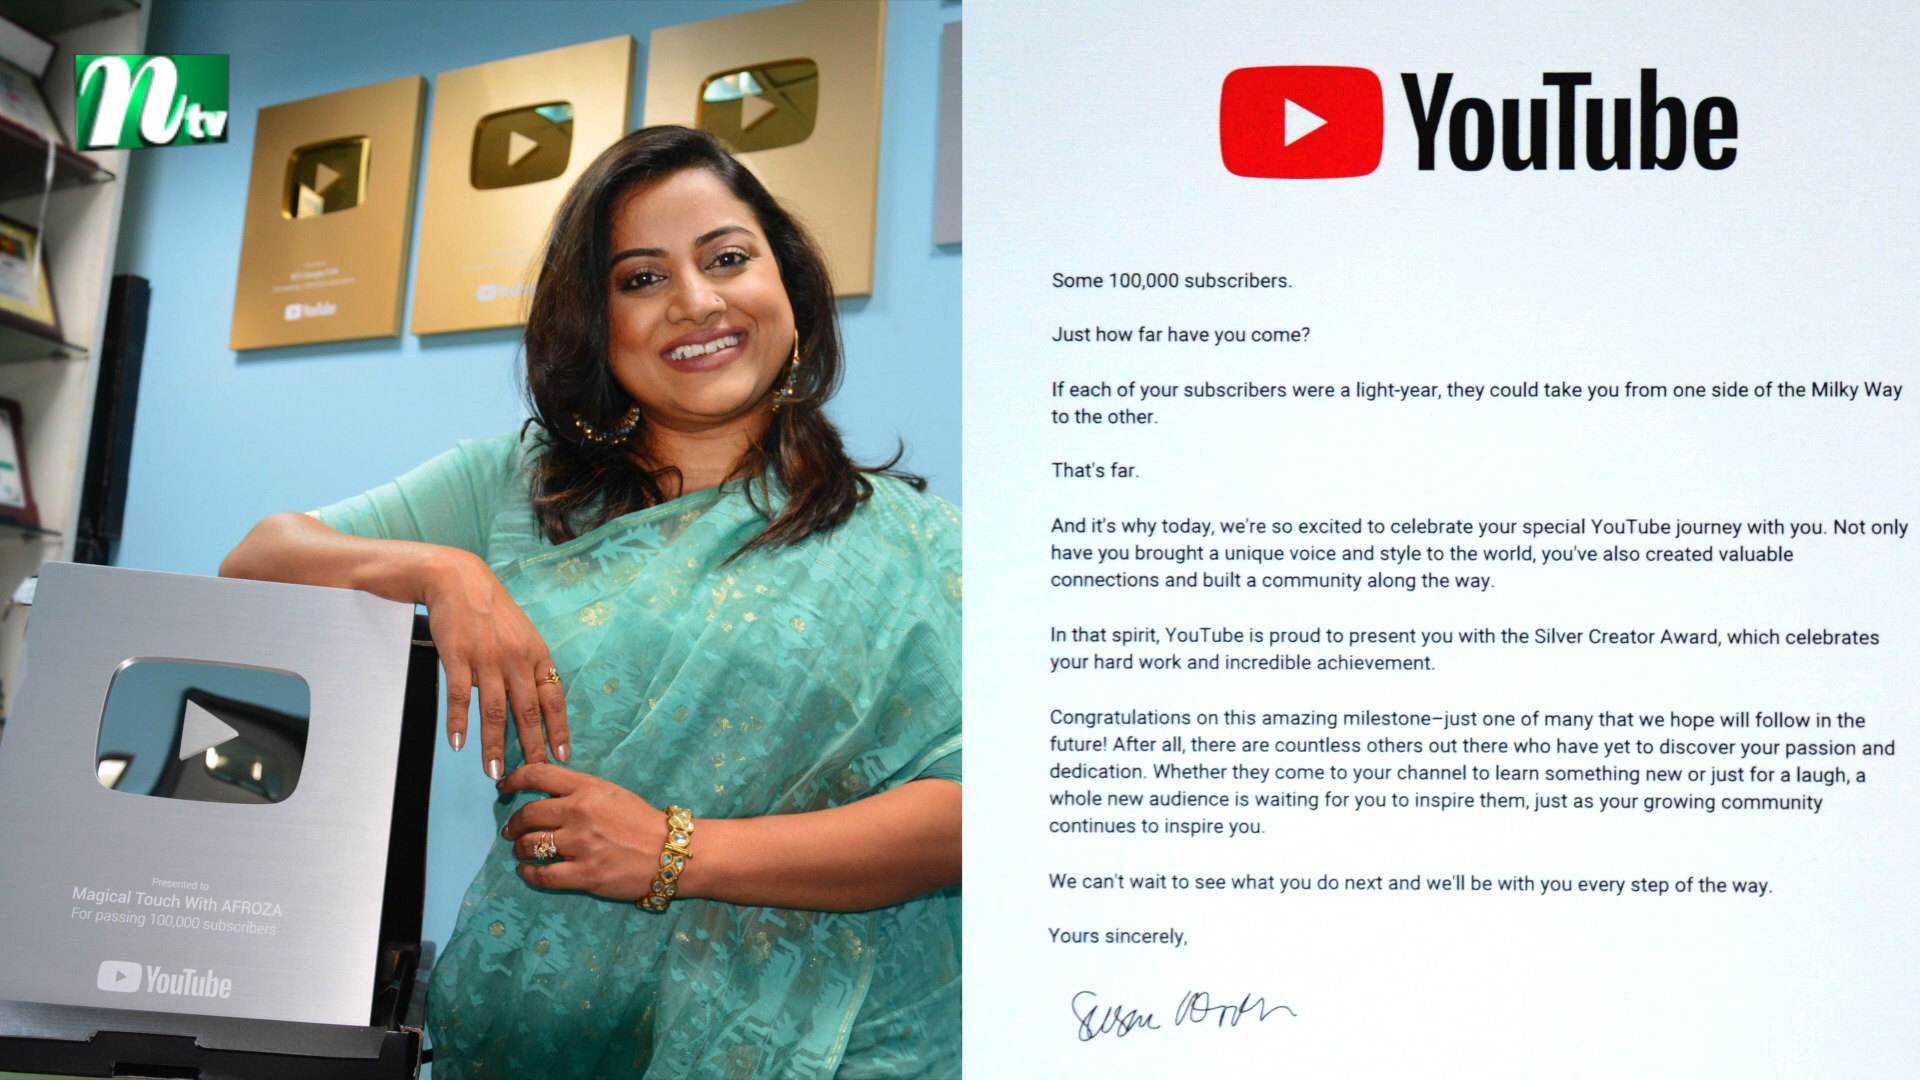 ntv
YouTube
YouTube
Presented to
Magical Touch With AFROZA
For passing 100,000 subscribers
YouTube
YouTube
Some 100,000 subscribers.
Just how far have you come?
If each of your subscribers were a light-year, they could take you from one side of the Milky Way
to the other.
That's far.
And it's why today, we're so excited to celebrate your special YouTube journey with you. Not only
have you brought a unique voice and style to the world, you've also created valuable
connections and built a community along the way.
In that spirit, YouTube is proud to present you with the Silver Creator Award, which celebrates
your hard work and incredible achievement.
Congratulations on this amazing milestone–just one of many that we hope will follow in the
future! After all, there are countless others out there who have yet to discover your passion and
dedication. Whether they come to your channel to learn something new or just for a laugh, a
whole new audience is waiting for you to inspire them, just as your growing community
continues to inspire you.
We can't wait to see what you do next and we'll be with you every step of the way.
Yours sincerely,